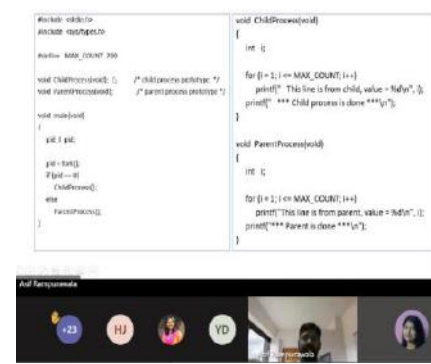 #include <stdio.h>
#include <sys/types.h>
#define MAX_COUNT 200
void ChildProcess(void); /* child process prototype */
void ParentProcess(void); /* parent process prototype */
void main(void)
{
pid_t pid;
pid = fork();
if (pid == 0)
ChildProcess();
else
ParentProcess();
}
void ChildProcess(void)
{
int i;
for (i = 1; i <= MAX_COUNT; i++)
printf(" This line is from child, value = %d\n", i);
printf(" *** Child process is done ***\n");
}
void ParentProcess(void)
{
int i;
for (i = 1; i <= MAX_COUNT; i++)
printf("This line is from parent, value = %d\n", i);
printf("*** Parent is done ***\n");
}
+23
HJ
YD